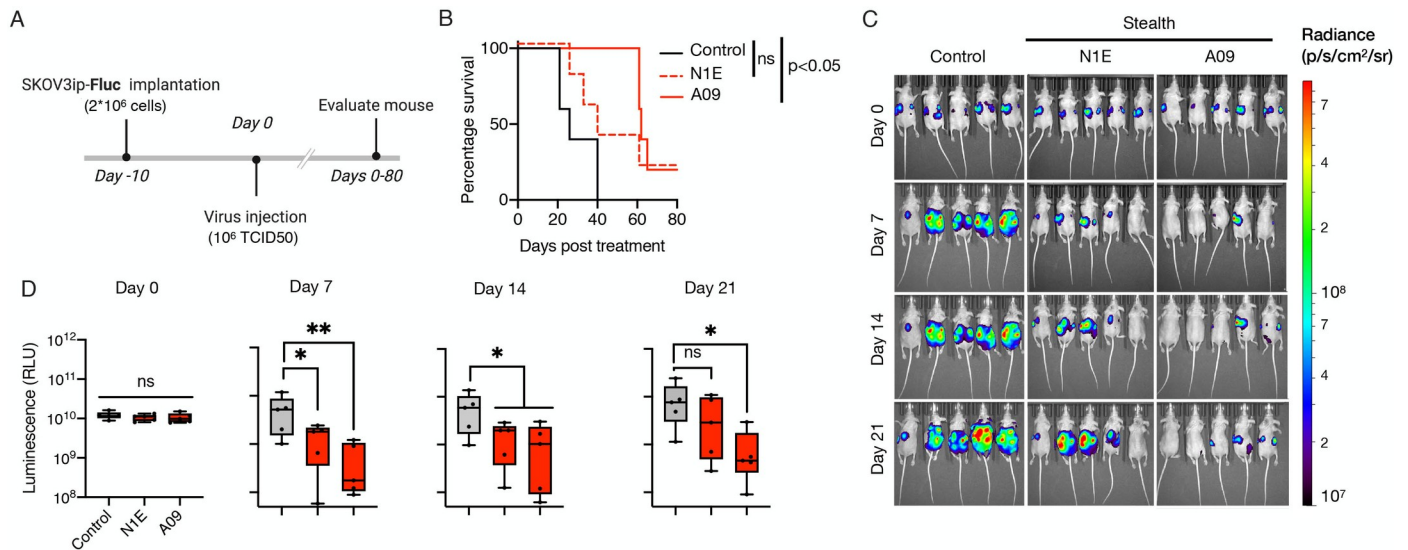 A
SKOV3ip-Fluc implantation
(2*10⁶ cells)
Day 0
Evaluate mouse
Day -10
Days 0-80
Virus injection
(10⁶ TCID50)
B
Percentage survival
100
50
0
0 20 40 60 80
Days post treatment
Control
N1E
A09
ns
p<0.05
C
Stealth
Control N1E A09
Day 0
Day 7
Day 14
Day 21
Radiance
(p/s/cm²/sr)
7
4
2
10⁸
7
4
2
10⁷
D
Day 0
Day 7
Day 14
Day 21
Luminescence (RLU)
10¹²
10¹¹
10¹⁰
10⁹
10⁸
ns
Control
N1E
A09
**
*
*
*
ns